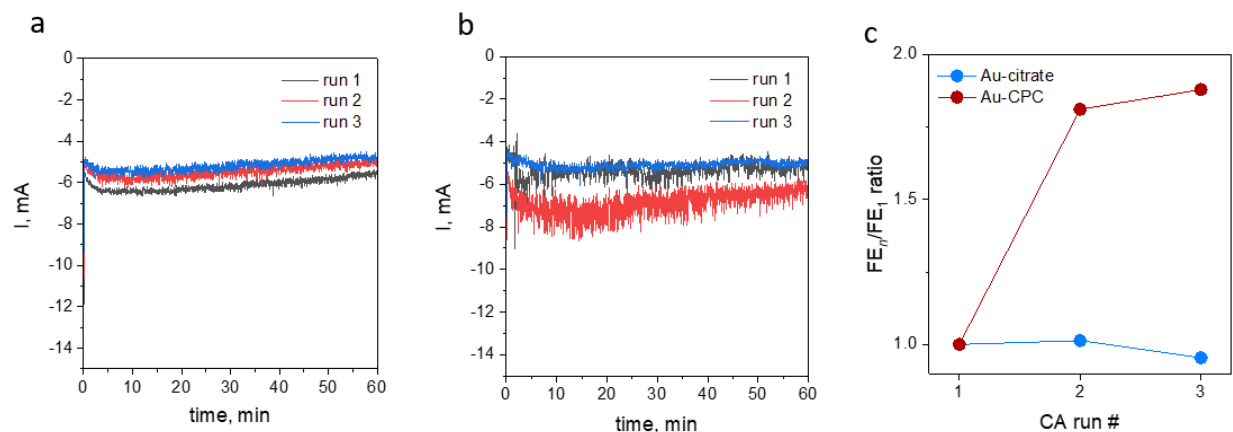 a
I, mA
0
-2
-4
-6
-8
-10
-12
-14
0
10
20
30
40
50
60
time, min
run 1
run 2
run 3
b
I, mA
0
-2
-4
-6
-8
-10
-12
-14
0
10
20
30
40
50
60
time, min
run 1
run 2
run 3
c
FEn/FE1 ratio
2.0
1.5
1.0
1
2
3
CA run #
Au-citrate
Au-CPC